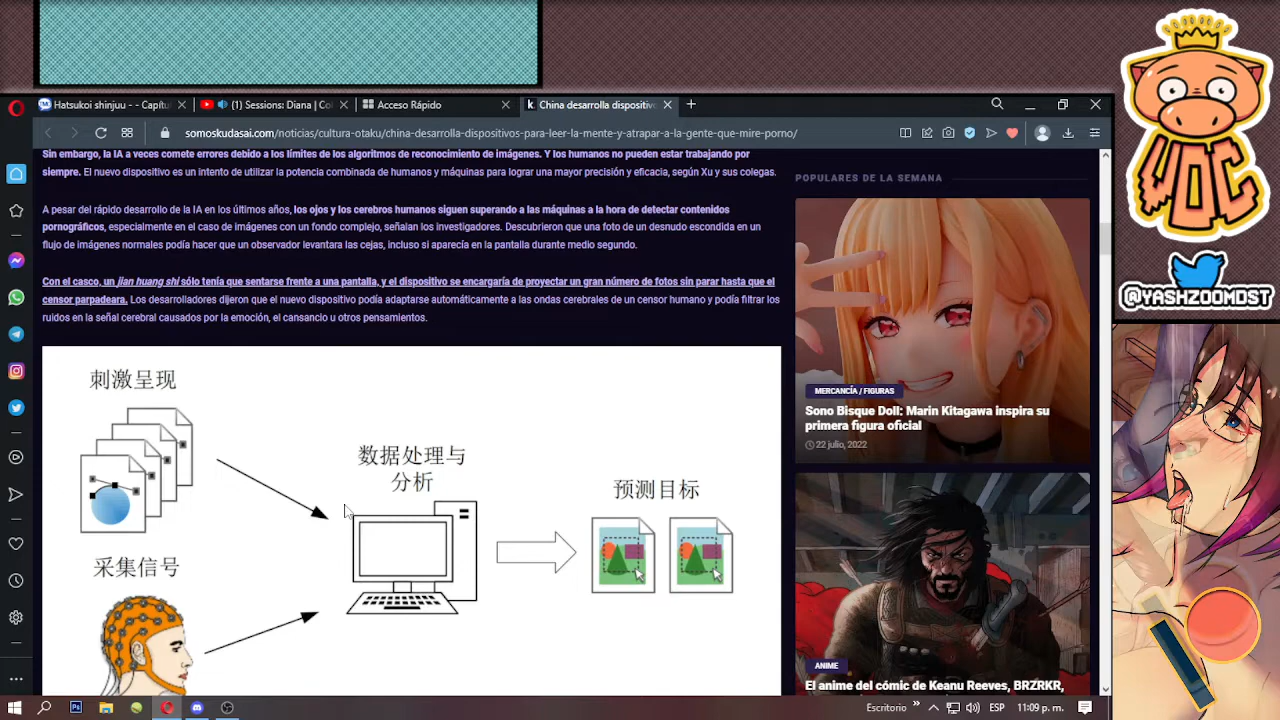 Hatsukoi shinjuu - - Capítu
(1) Sessions: Diana | Co
Acceso Rápido
China desarrolla dispositiv
somoskudasai.com/noticias/cultura-otaku/china-desarrolla-dispositivos-para-leer-la-mente-y-atrapar-a-la-gente-que-mire-porno/
Sin embargo, la IA a veces comete errores debido a los límites de los algoritmos de reconocimiento de imágenes. Y los humanos no pueden estar trabajando por
siempre. El nuevo dispositivo es un intento de utilizar la potencia combinada de humanos y máquinas para lograr una mayor precisión y eficacia, según Xu y sus colegas.
A pesar del rápido desarrollo de la IA en los últimos años, los ojos y los cerebros humanos siguen superando a las máquinas a la hora de detectar contenidos
pornográficos, especialmente en el caso de imágenes con un fondo complejo, señalan los investigadores. Descubrieron que una foto de un desnudo escondida en un
flujo de imágenes normales podía hacer que un observador levantara las cejas, incluso si aparecía en la pantalla durante medio segundo.
Con el casco, un jian huang shi sólo tenía que sentarse frente a una pantalla, y el dispositivo se encargaría de proyectar un gran número de fotos sin parar hasta que el
censor parpadeara. Los desarrolladores dijeron que el nuevo dispositivo podía adaptarse automáticamente a las ondas cerebrales de un censor humano y podía filtrar los
ruidos en la señal cerebral causados por la emoción, el cansancio u otros pensamientos.
刺激呈现
数据处理与
分析
预测目标
采集信号
POPULARES DE LA SEMANA
MERCANCÍA / FIGURAS
Sono Bisque Doll: Marin Kitagawa inspira su
primera figura oficial
22 julio, 2022
ANIME
El anime del cómic de Keanu Reeves, BRZRKR,
WOC
@YASHZOOMDST
Escritorio
ESP
11:09 p. m.